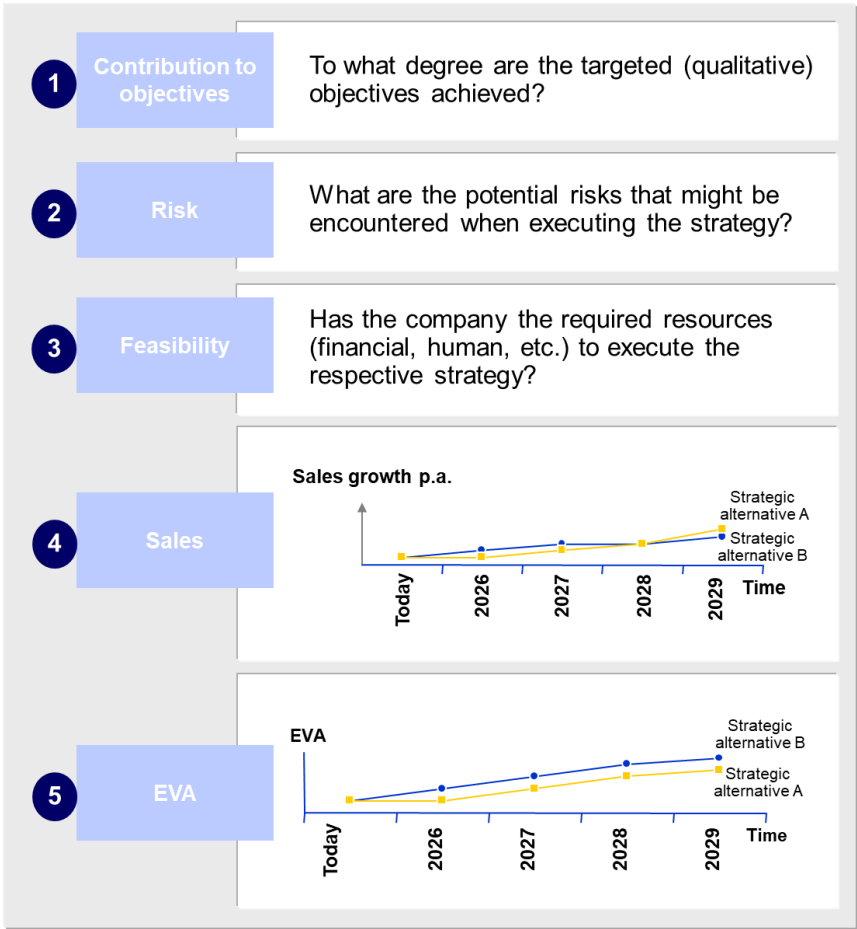 1
Contribution to
objectives
To what degree are the targeted (qualitative)
objectives achieved?
2
Risk
What are the potential risks that might be
encountered when executing the strategy?
3
Feasibility
Has the company the required resources
(financial, human, etc.) to execute the
respective strategy?
4
Sales
Sales growth p.a.
Strategic
alternative A
Strategic
alternative B
Today
2026
2027
2028
2029
Time
5
EVA
EVA
Strategic
alternative B
Strategic
alternative A
Today
2026
2027
2028
2029
Time